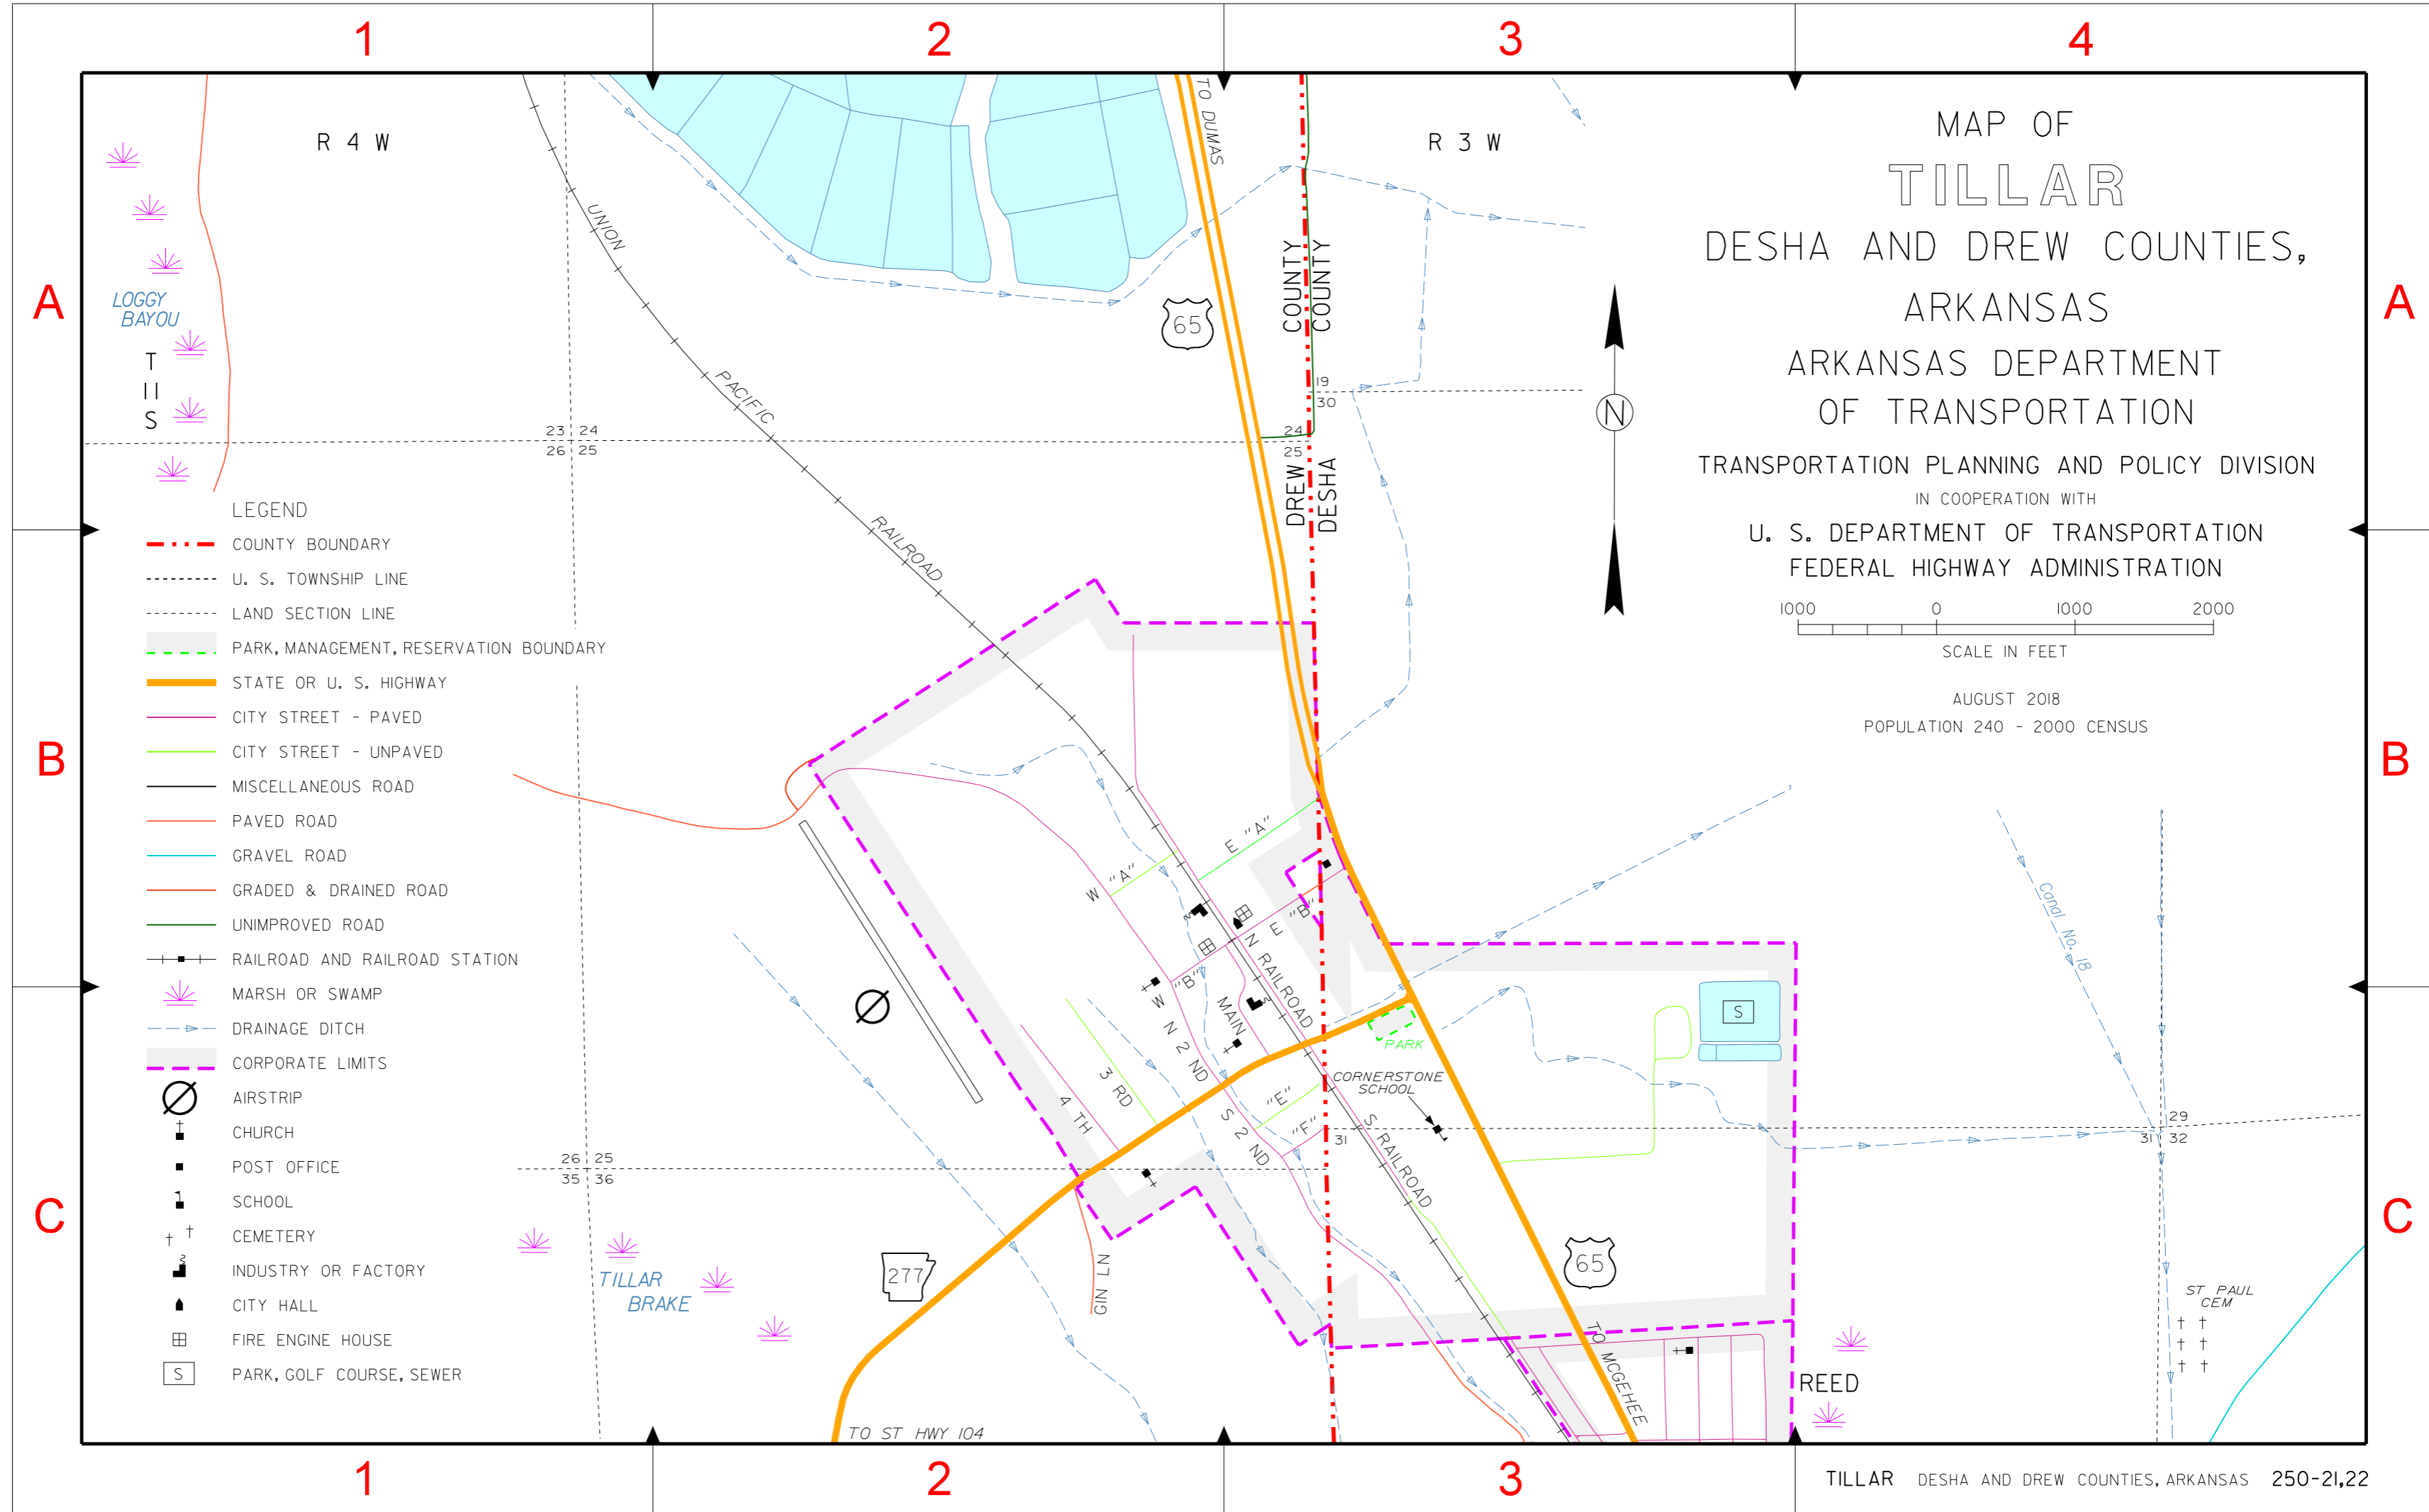 1
2
3
4
A
A
B
B
C
C
1
2
3
R 4 W
R 3 W
MAP OF
TILLAR
DESHA AND DREW COUNTIES,
ARKANSAS
ARKANSAS DEPARTMENT
OF TRANSPORTATION
TRANSPORTATION PLANNING AND POLICY DIVISION
IN COOPERATION WITH
U. S. DEPARTMENT OF TRANSPORTATION
FEDERAL HIGHWAY ADMINISTRATION
1000 0 1000 2000
SCALE IN FEET
AUGUST 2018
POPULATION 240 - 2000 CENSUS
N
LOGGY
BAYOU
T
11
S
UNION
PACIFIC
RAILROAD
TO DUMAS
65
COUNTY
COUNTY
DREW
DESHA
19
30
23 24
26 25
24
25
LEGEND
COUNTY BOUNDARY
U. S. TOWNSHIP LINE
LAND SECTION LINE
PARK, MANAGEMENT, RESERVATION BOUNDARY
STATE OR U. S. HIGHWAY
CITY STREET - PAVED
CITY STREET - UNPAVED
MISCELLANEOUS ROAD
PAVED ROAD
GRAVEL ROAD
GRADED & DRAINED ROAD
UNIMPROVED ROAD
RAILROAD AND RAILROAD STATION
MARSH OR SWAMP
DRAINAGE DITCH
CORPORATE LIMITS
AIRSTRIP
CHURCH
POST OFFICE
SCHOOL
CEMETERY
INDUSTRY OR FACTORY
CITY HALL
FIRE ENGINE HOUSE
S PARK, GOLF COURSE, SEWER
W "A"
E "A"
E "B"
W "B"
N RAILROAD
MAIN
N 2 ND
3 RD
4 TH
S 2 ND
"E"
"F"
S. RAILROAD
PARK
CORNERSTONE
SCHOOL
S
Canal No. 18
31
29
31 32
26 25
35 36
TILLAR
BRAKE
277
GIN LN
65
TO MCGEHEE
REED
ST PAUL
CEM
TO ST HWY 104
TILLAR DESHA AND DREW COUNTIES, ARKANSAS 250-21,22